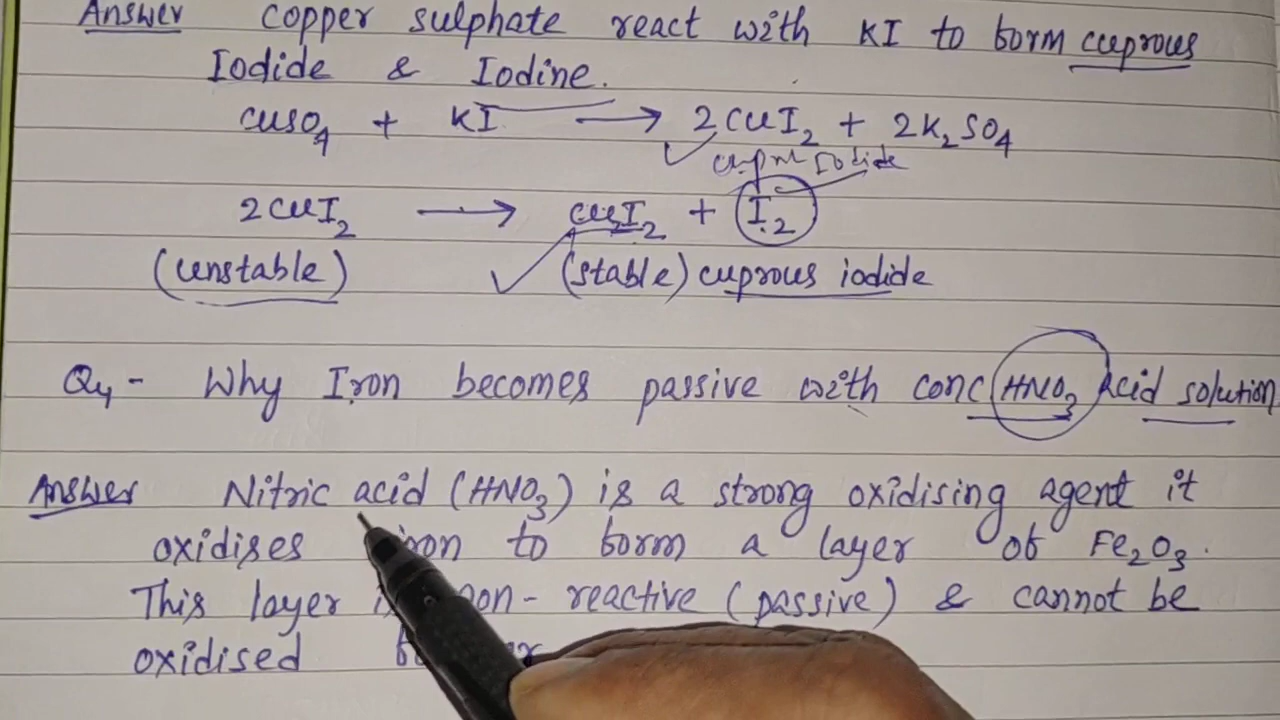 Answer copper sulphate react with KI to form cuprous
Iodide & Iodine.
CuSO4 + KI → 2CuI2 + 2K2SO4
Iodide
2CuI2 → Cu2I2 + I2
(unstable) (stable) cuprous iodide
Q4 - Why Iron becomes passive with conc HNO3 acid solution
Answer Nitric acid (HNO3) is a strong oxidising agent it
oxidises iron to form a layer of Fe2O3.
This layer non-reactive (passive) & cannot be
oxidised